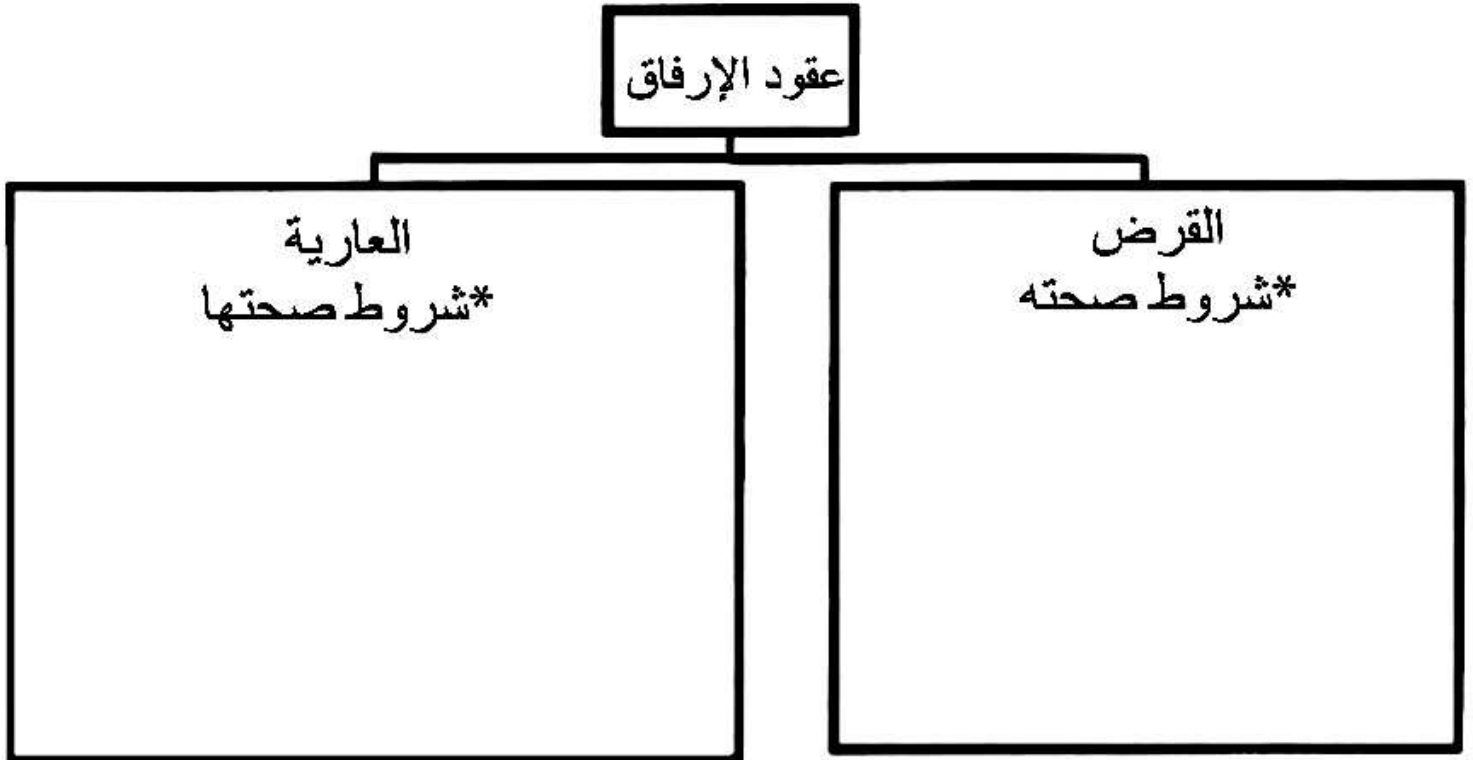 عقود الإرفاق
القرض
*شروط صحته
العارية
*شروط صحتها